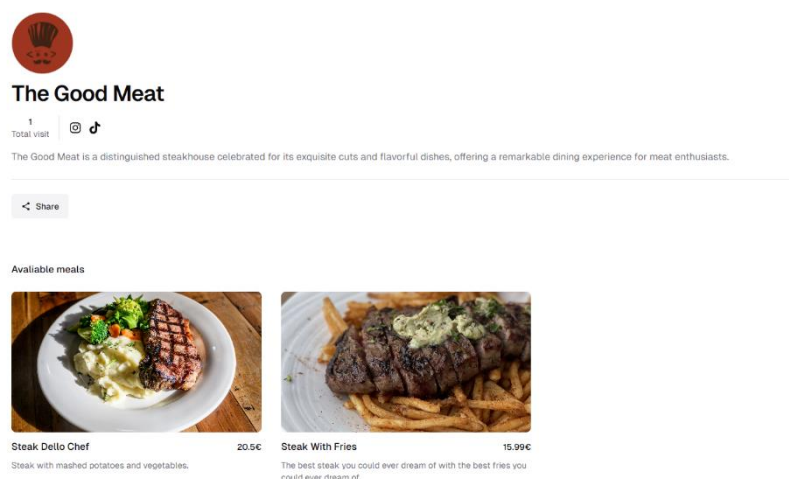 The Good Meat
1
Total visit
The Good Meat is a distinguished steakhouse celebrated for its exquisite cuts and flavorful dishes, offering a remarkable dining experience for meat enthusiasts.
Share
Avaliable meals
Steak Dello Chef 20.5€
Steak with mashed potatoes and vegetables.
Steak With Fries 15.99€
The best steak you could ever dream of with the best fries you
could ever dream of